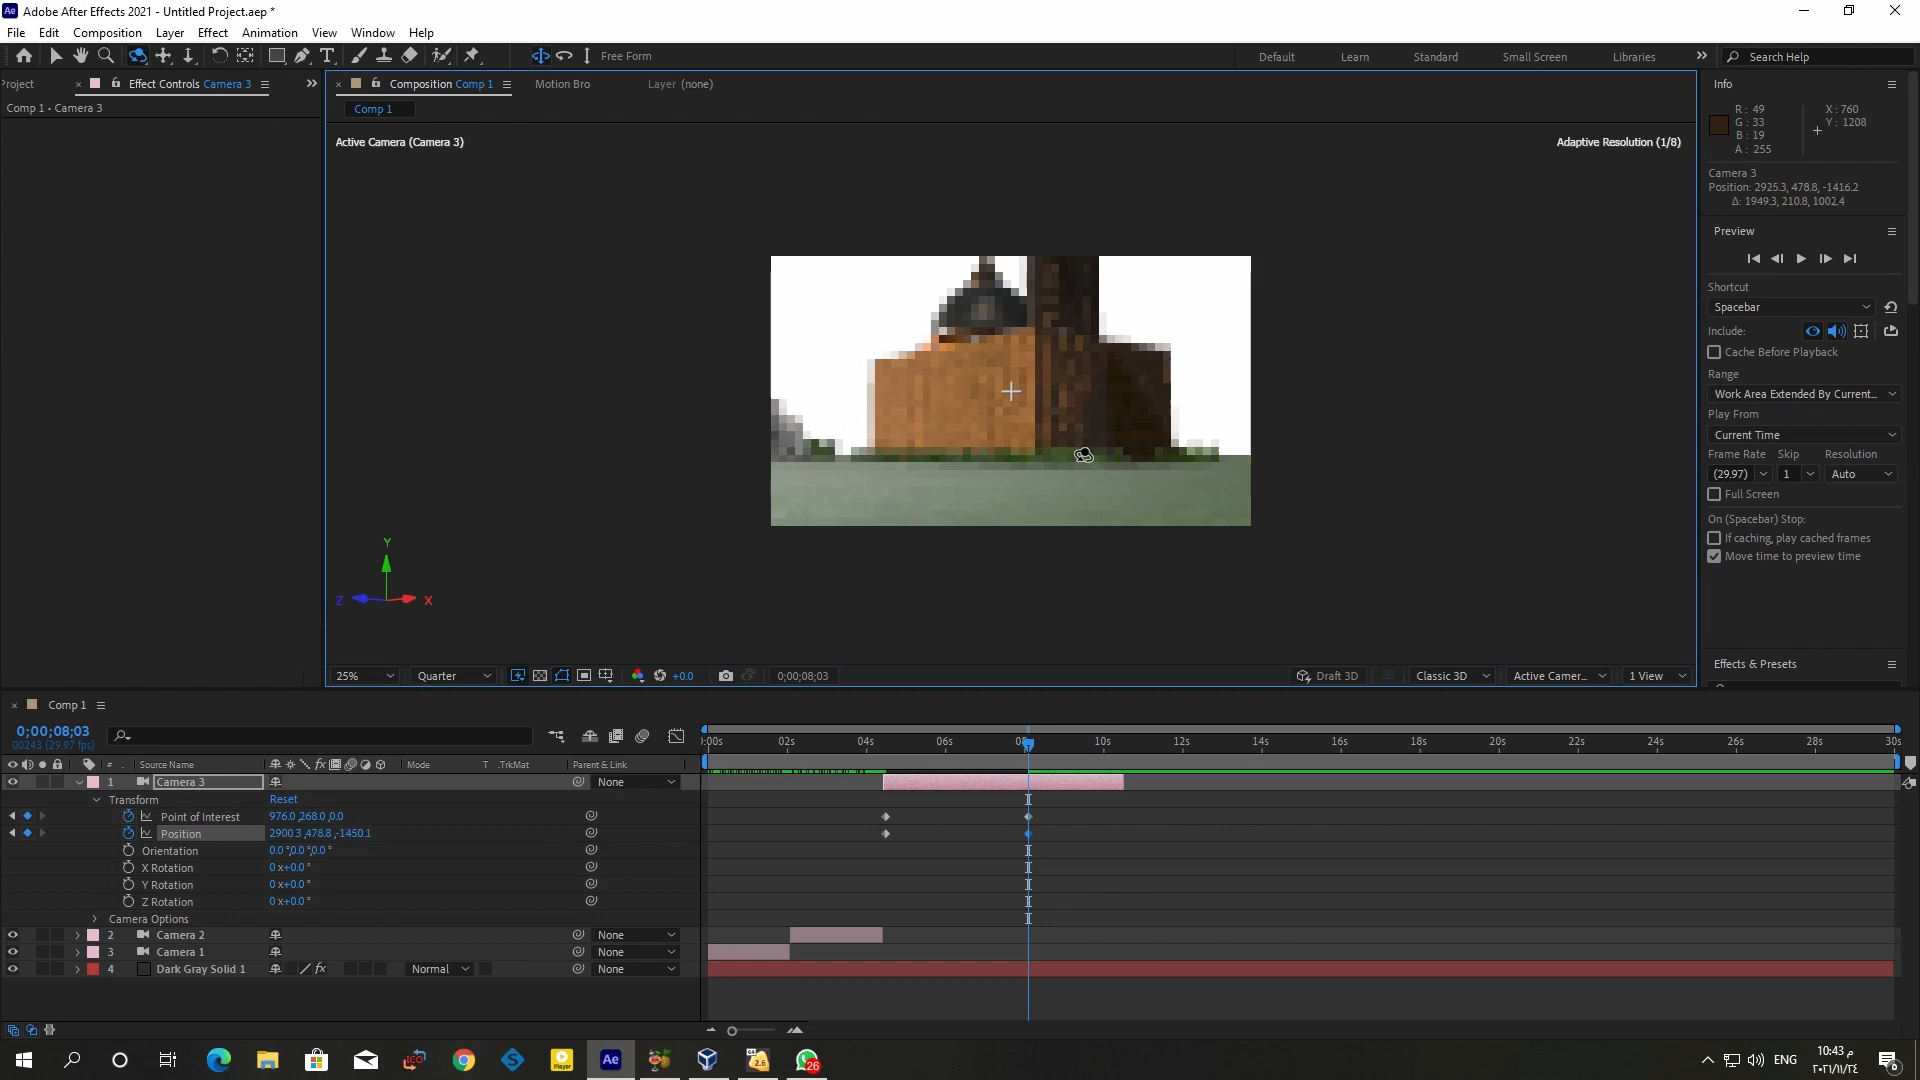 Adobe After Effects 2021 - Untitled Project.aep *
File Edit Composition Layer Effect Animation View Window Help
Free Form
Default Learn Standard Small Screen Libraries
Search Help
Effect Controls Camera 3
Composition Comp 1
Motion Bro
Layer (none)
Info
Comp 1 • Camera 3
Comp 1
R : 49
G : 33
B : 19
A : 255
X : 760
Y : 1208
Active Camera (Camera 3)
Adaptive Resolution (1/8)
Camera 3
Position: 2925.3, 478.8, -1416.2
Δ: 1949.3, 210.8, 1002.4
Preview
Shortcut
Spacebar
Include:
Cache Before Playback
Range
Work Area Extended By Current...
Play From
Current Time
Frame Rate Skip Resolution
(29.97) 1 Auto
Full Screen
On (Spacebar) Stop:
If caching, play cached frames
Move time to preview time
Y
Z
X
Effects & Presets
25% Quarter +0.0 0;00;08;03 Draft 3D Classic 3D Active Camer... 1 View
Comp 1
0;00;08;03
00243 (29.97 fps)
02s 04s 06s 10s 12s 14s 16s 18s 20s 22s 24s 26s 28s 30s
# Source Name Mode T .TrkMat Parent & Link
1 Camera 3 None
Transform Reset
Point of Interest 976.0 ,268.0 ,0.0
Position 2900.3 ,478.8 ,-1450.1
Orientation 0.0 °,0.0 °,0.0 °
X Rotation 0 x+0.0 °
Y Rotation 0 x+0.0 °
Z Rotation 0 x+0.0 °
Camera Options
2 Camera 2 None
3 Camera 1 None
4 Dark Gray Solid 1 Normal None
ENG
10:43 م
٢٠٢١/١١/٢٤
26